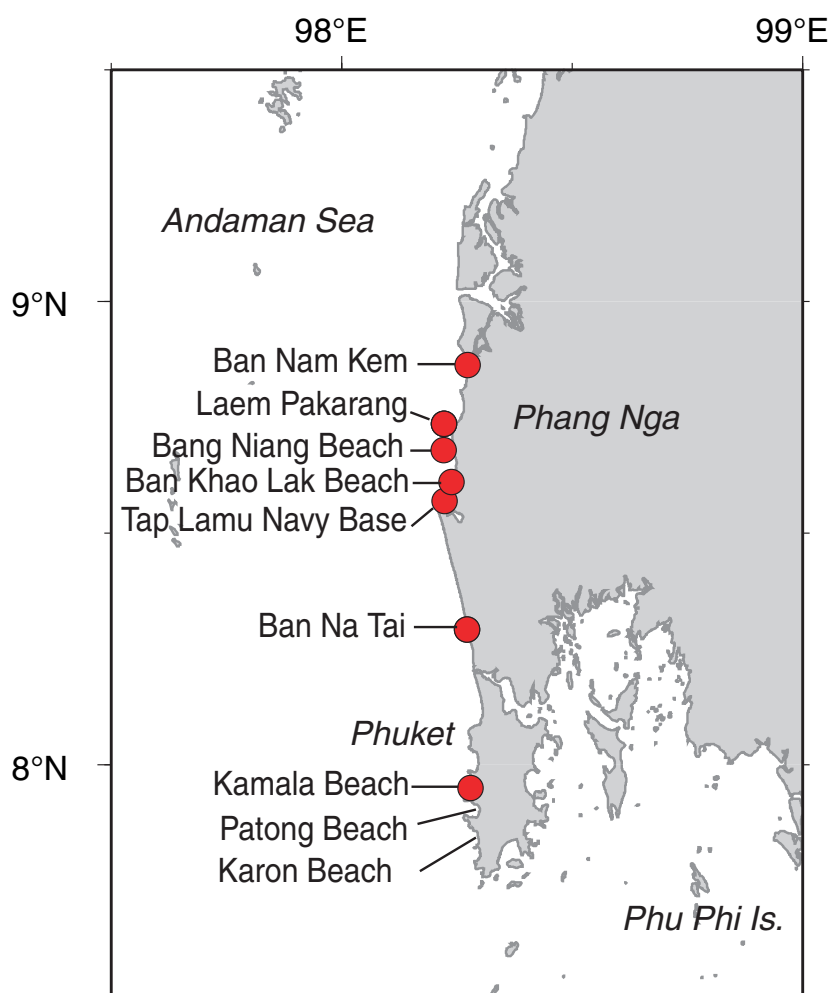 98°E
99°E
Andaman Sea
9°N
Ban Nam Kem
Laem Pakarang
Phang Nga
Bang Niang Beach
Ban Khao Lak Beach
Tap Lamu Navy Base
Ban Na Tai
Phuket
8°N
Kamala Beach
Patong Beach
Karon Beach
Phu Phi Is.